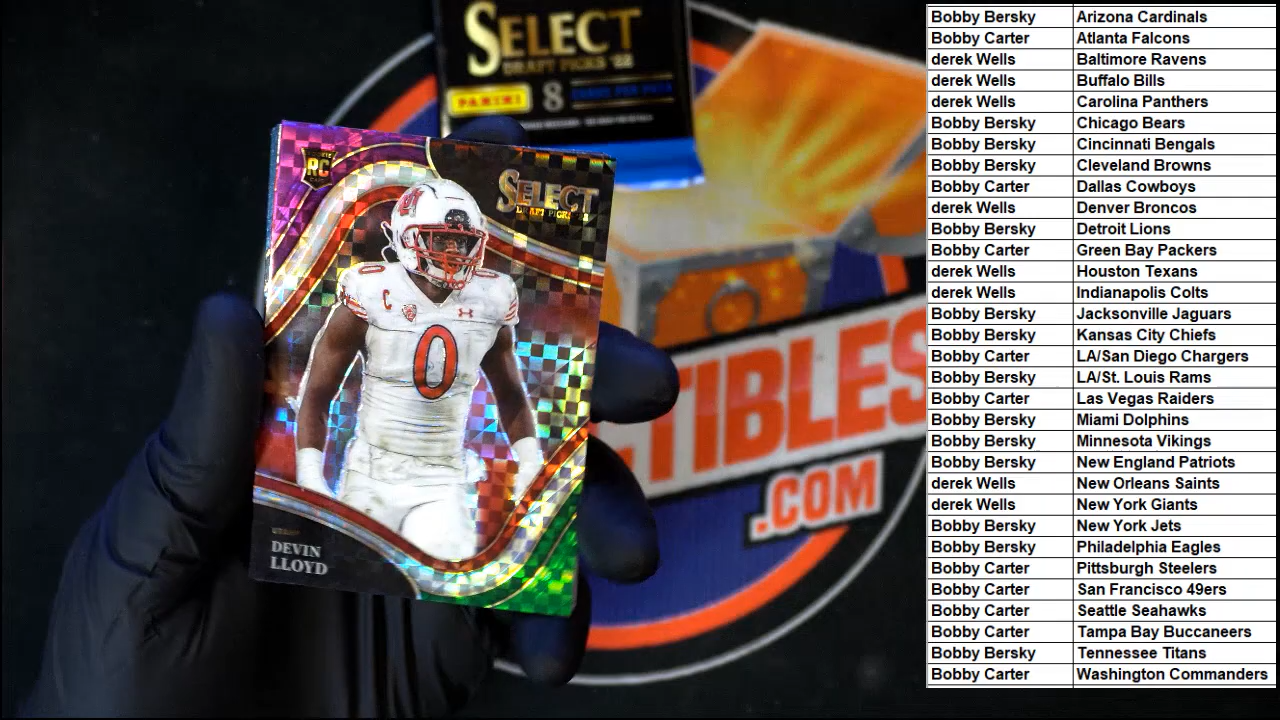 SELECT
DRAFT PICKS '22
PANINI 8 CARDS PER PACK
RC
SELECT
DRAFT PICKS 22
0 0
C
0
UTAH
DEVIN
LLOYD
TIBLES
.COM
Bobby Bersky Arizona Cardinals
Bobby Carter Atlanta Falcons
derek Wells Baltimore Ravens
derek Wells Buffalo Bills
derek Wells Carolina Panthers
Bobby Bersky Chicago Bears
Bobby Bersky Cincinnati Bengals
Bobby Bersky Cleveland Browns
Bobby Carter Dallas Cowboys
derek Wells Denver Broncos
Bobby Bersky Detroit Lions
Bobby Carter Green Bay Packers
derek Wells Houston Texans
derek Wells Indianapolis Colts
Bobby Bersky Jacksonville Jaguars
Bobby Bersky Kansas City Chiefs
Bobby Carter LA/San Diego Chargers
Bobby Bersky LA/St. Louis Rams
Bobby Carter Las Vegas Raiders
Bobby Bersky Miami Dolphins
Bobby Bersky Minnesota Vikings
Bobby Bersky New England Patriots
derek Wells New Orleans Saints
derek Wells New York Giants
Bobby Bersky New York Jets
Bobby Bersky Philadelphia Eagles
Bobby Carter Pittsburgh Steelers
Bobby Carter San Francisco 49ers
Bobby Carter Seattle Seahawks
Bobby Carter Tampa Bay Buccaneers
Bobby Bersky Tennessee Titans
Bobby Carter Washington Commanders